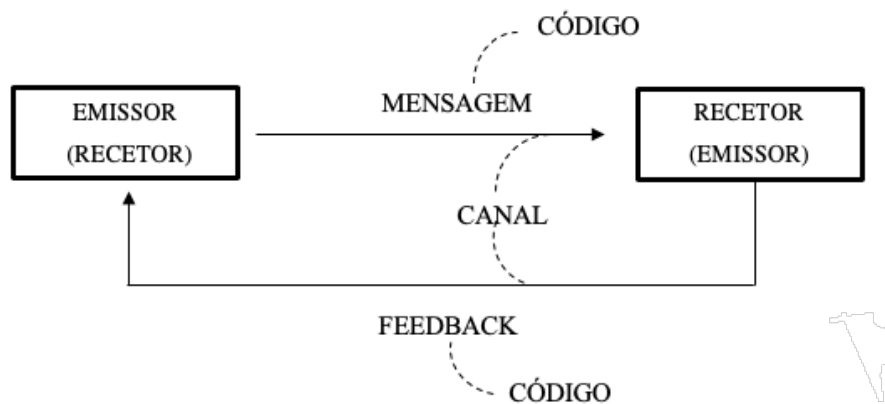 CÓDIGO
MENSAGEM
EMISSOR
(RECETOR)
RECETOR
(EMISSOR)
CANAL
FEEDBACK
CÓDIGO